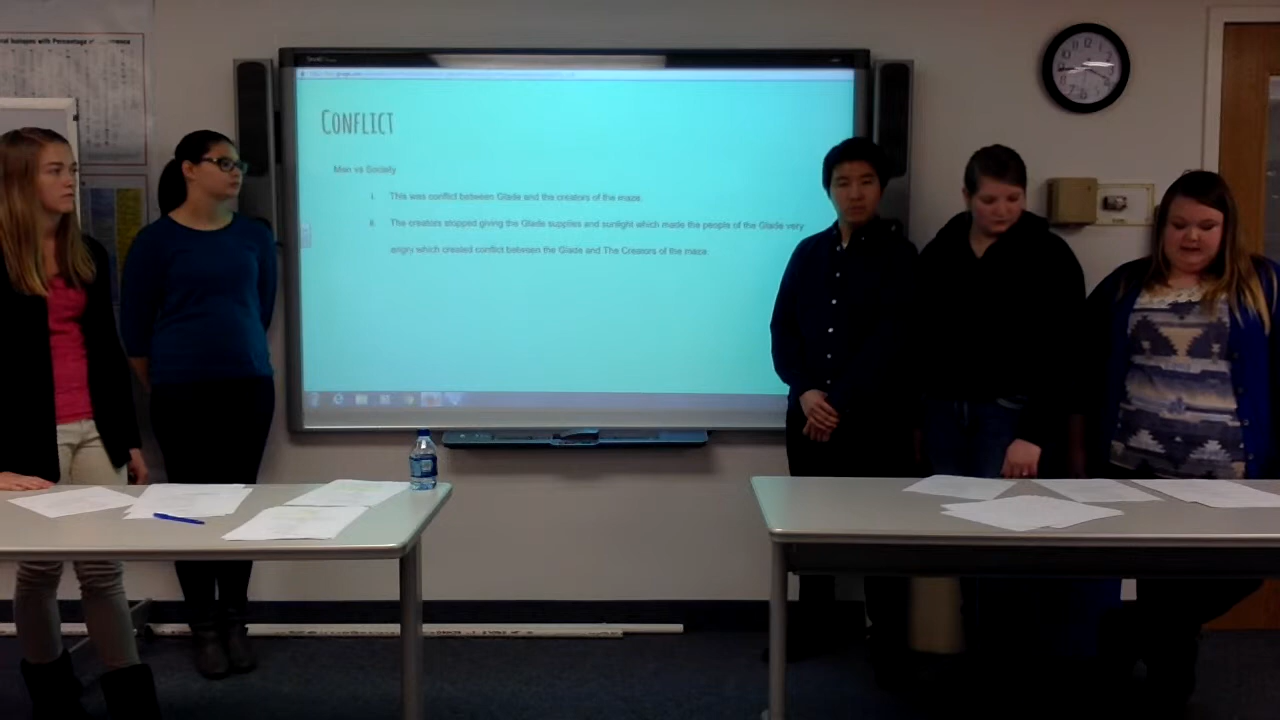 CONFLICT
Man vs Society
i. This was conflict between Glade and the creators of the maze.
ii. The creators stopped giving the Glade supplies and sunlight which made the people of the Glade very
angry which created conflict between the Glade and The Creators of the maze
12